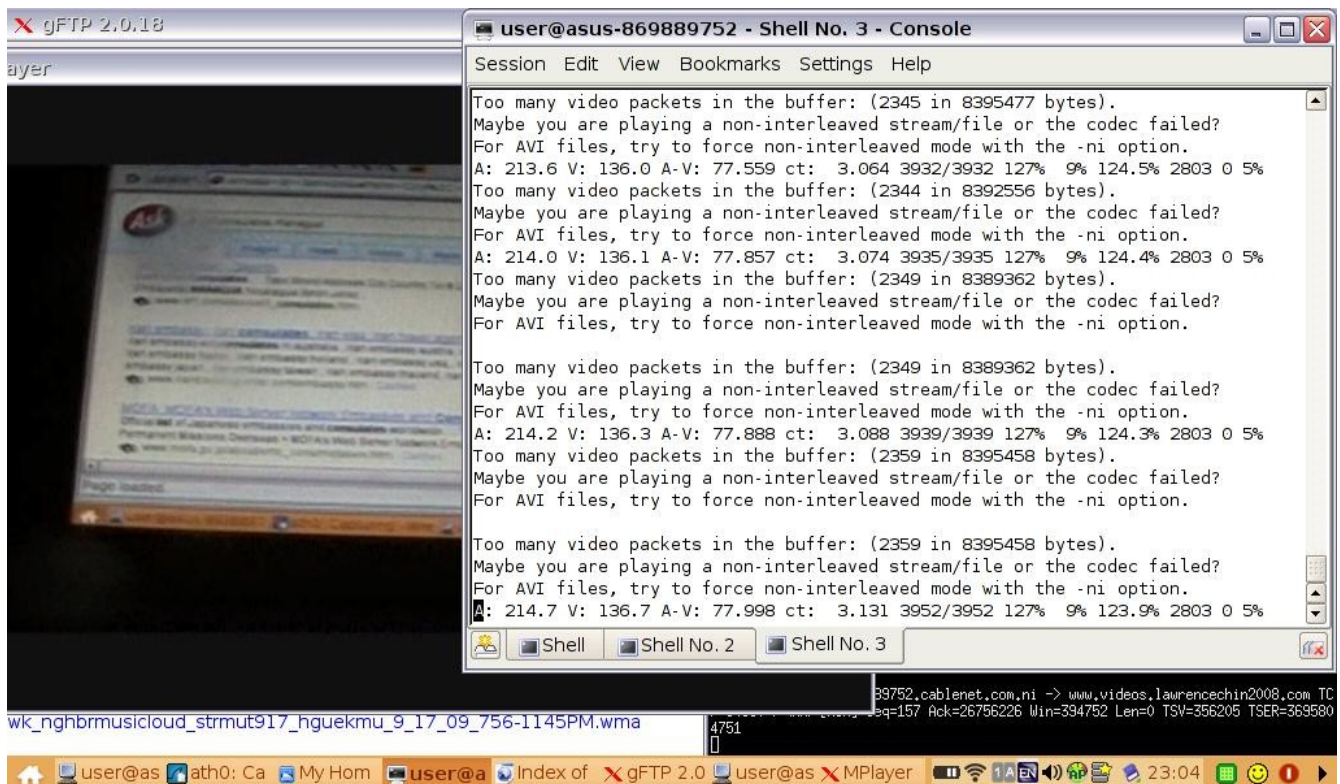 gFTP 2.0.18
ayer
Ask
Page loaded.
user@asus-869889752 - Shell No. 3 - Console
Session Edit View Bookmarks Settings Help
Too many video packets in the buffer: (2345 in 8395477 bytes).
Maybe you are playing a non-interleaved stream/file or the codec failed?
For AVI files, try to force non-interleaved mode with the -ni option.
A: 213.6 V: 136.0 A-V: 77.559 ct: 3.064 3932/3932 127% 9% 124.5% 2803 0 5%
Too many video packets in the buffer: (2344 in 8392556 bytes).
Maybe you are playing a non-interleaved stream/file or the codec failed?
For AVI files, try to force non-interleaved mode with the -ni option.
A: 214.0 V: 136.1 A-V: 77.857 ct: 3.074 3935/3935 127% 9% 124.4% 2803 0 5%
Too many video packets in the buffer: (2349 in 8389362 bytes).
Maybe you are playing a non-interleaved stream/file or the codec failed?
For AVI files, try to force non-interleaved mode with the -ni option.
Too many video packets in the buffer: (2349 in 8389362 bytes).
Maybe you are playing a non-interleaved stream/file or the codec failed?
For AVI files, try to force non-interleaved mode with the -ni option.
A: 214.2 V: 136.3 A-V: 77.888 ct: 3.088 3939/3939 127% 9% 124.3% 2803 0 5%
Too many video packets in the buffer: (2359 in 8395458 bytes).
Maybe you are playing a non-interleaved stream/file or the codec failed?
For AVI files, try to force non-interleaved mode with the -ni option.
Too many video packets in the buffer: (2359 in 8395458 bytes).
Maybe you are playing a non-interleaved stream/file or the codec failed?
For AVI files, try to force non-interleaved mode with the -ni option.
A: 214.7 V: 136.7 A-V: 77.998 ct: 3.131 3952/3952 127% 9% 123.9% 2803 0 5%
Shell Shell No. 2 Shell No. 3
39752.cablenet.com.ni -> www.videos.lawrencechin2008.com TC
eq=157 Ack=26756226 Win=394752 Len=0 TSV=356205 TSER=369580
4751
wk_nghbrmusicloud_strmut917_hguekmu_9_17_09_756-1145PM.wma
user@as ath0: Ca My Hom user@a Index of gFTP 2.0 user@as MPlayer 1A EN AP 23:04